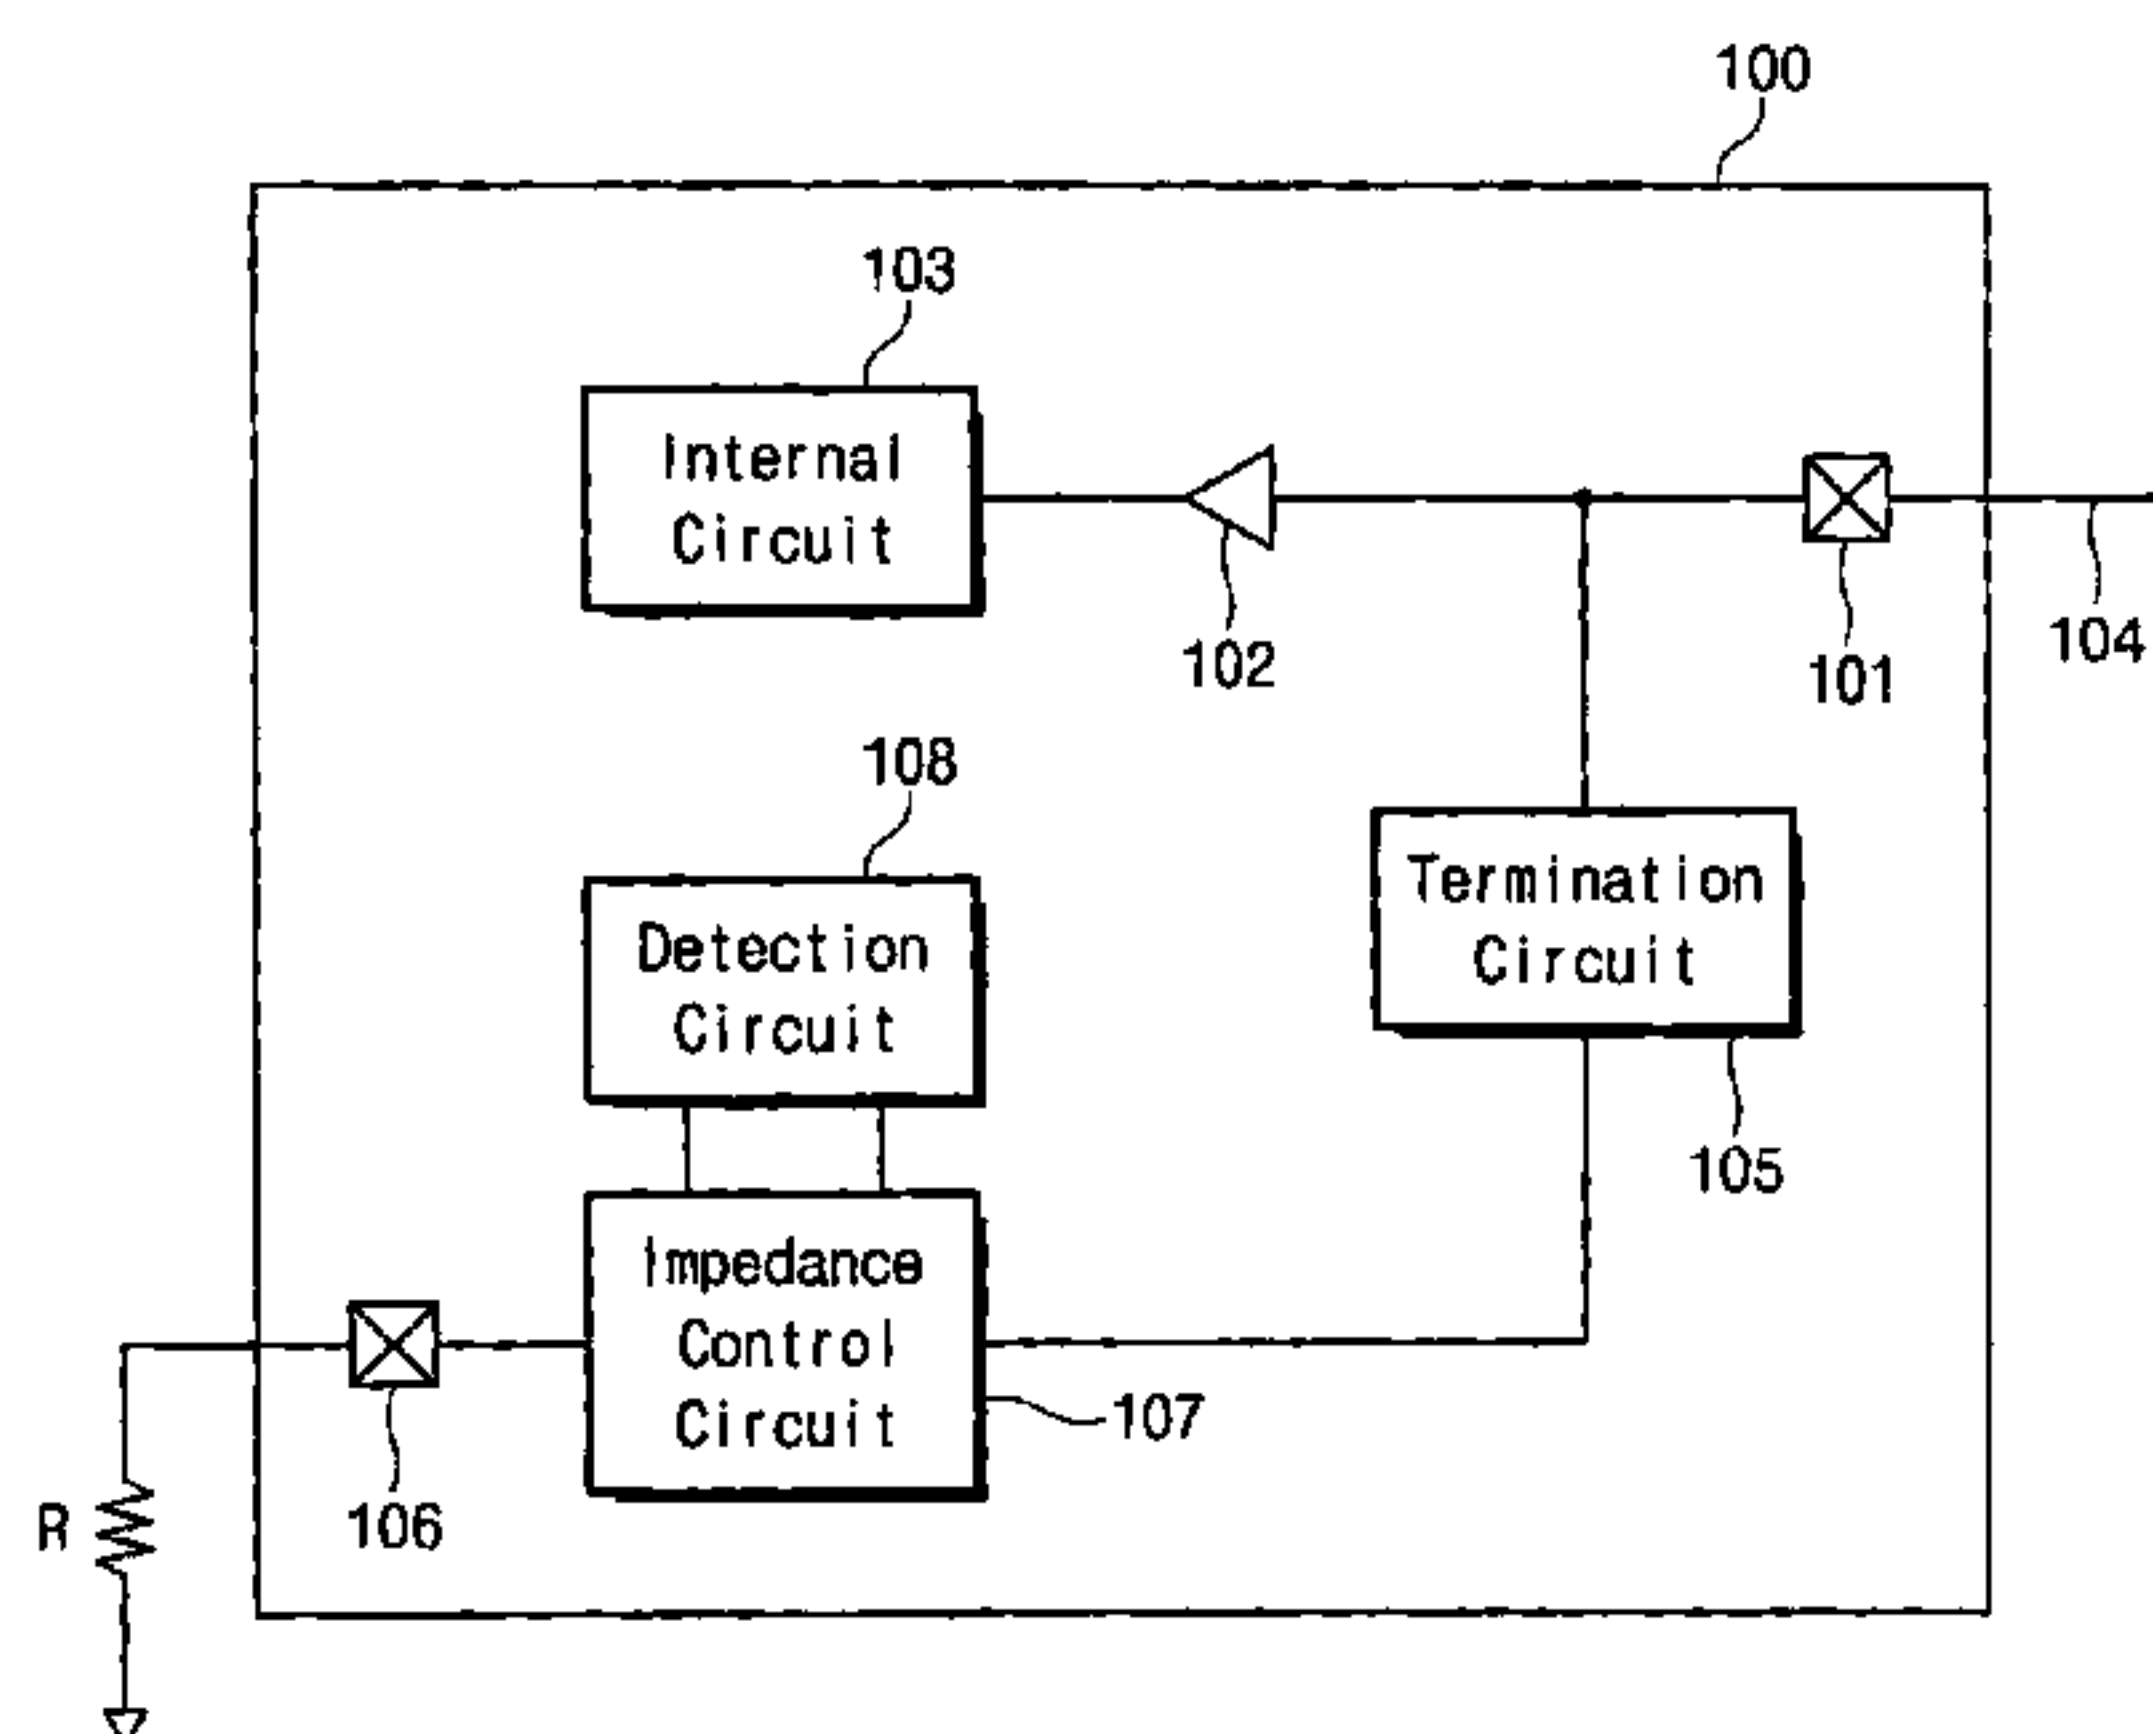 100
103
Internal
Circuit
102
101
104
108
Detection
Circuit
Termination
Circuit
105
Impedance
Control
Circuit
107
106
R